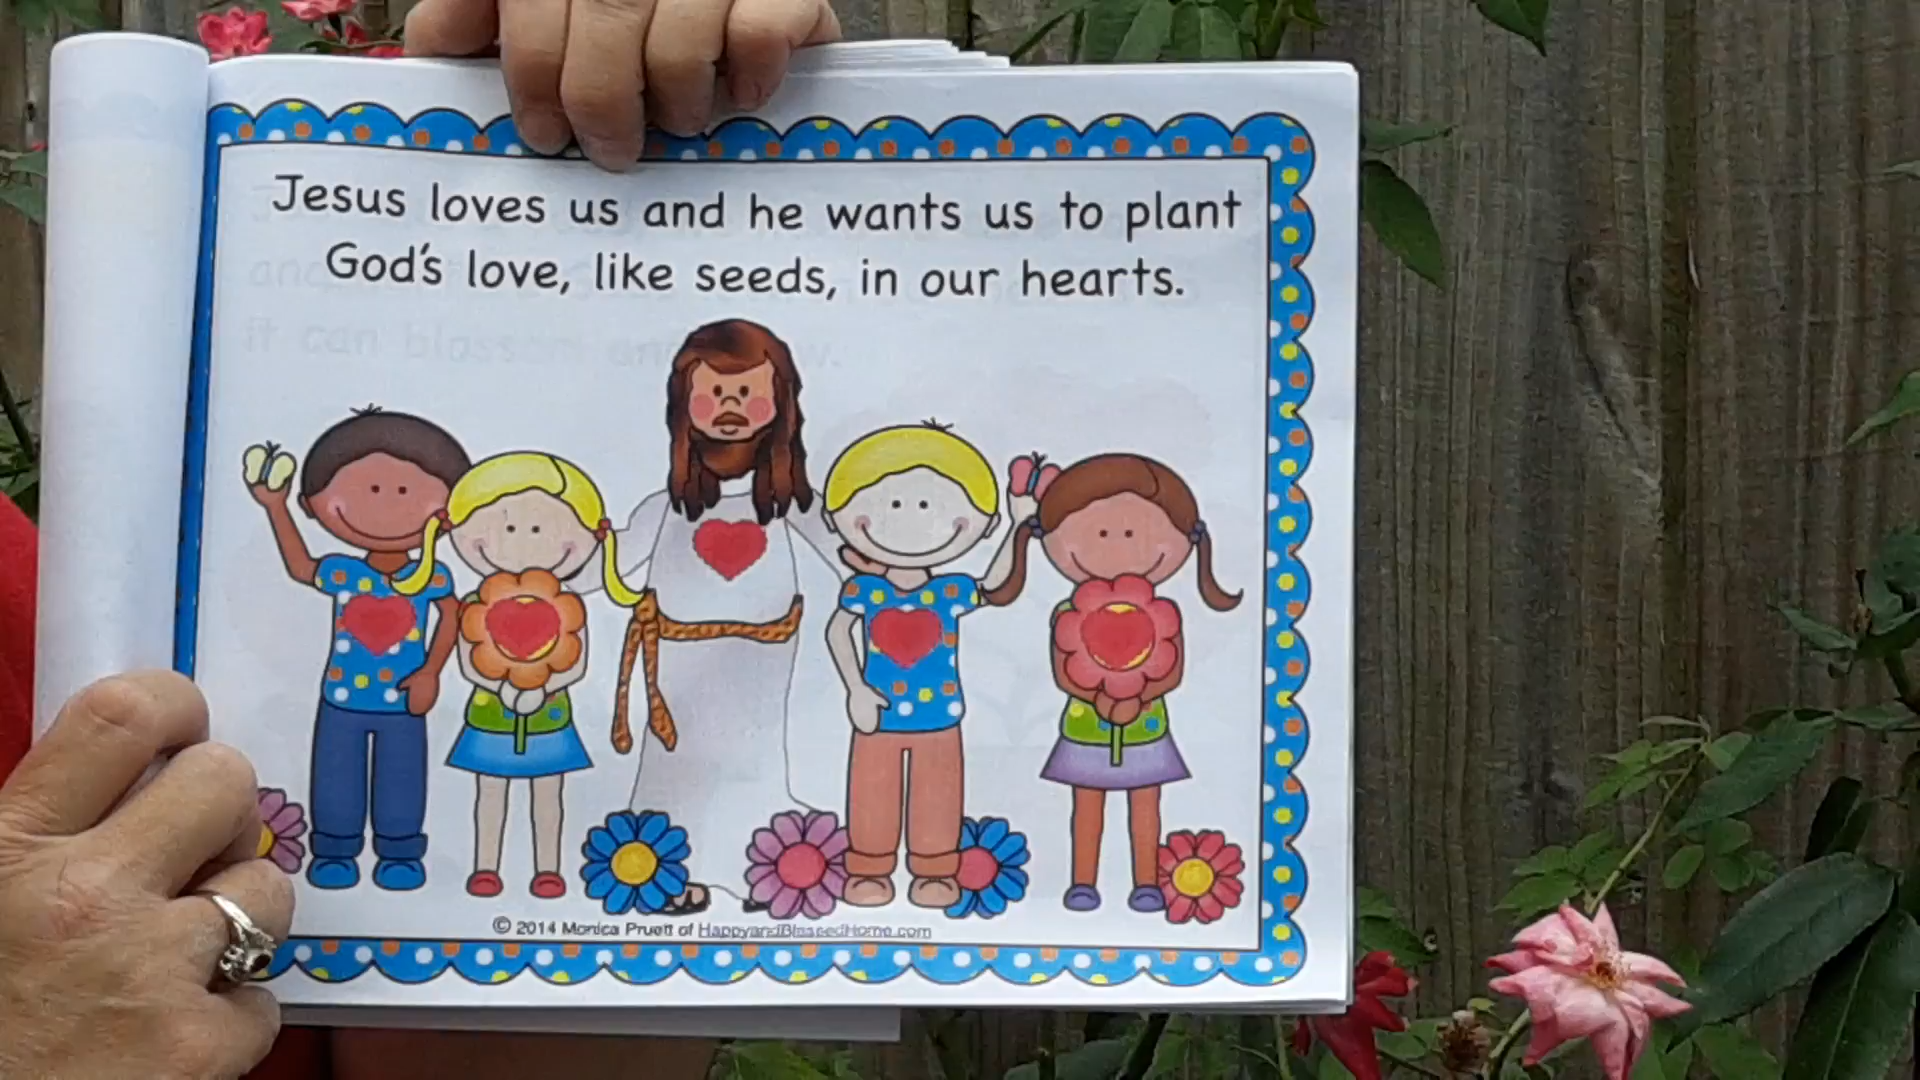 Jesus loves us and he wants us to plant
God's love, like seeds, in our hearts.
© 2014 Monica Pruett of HappyandBlessedHome.com